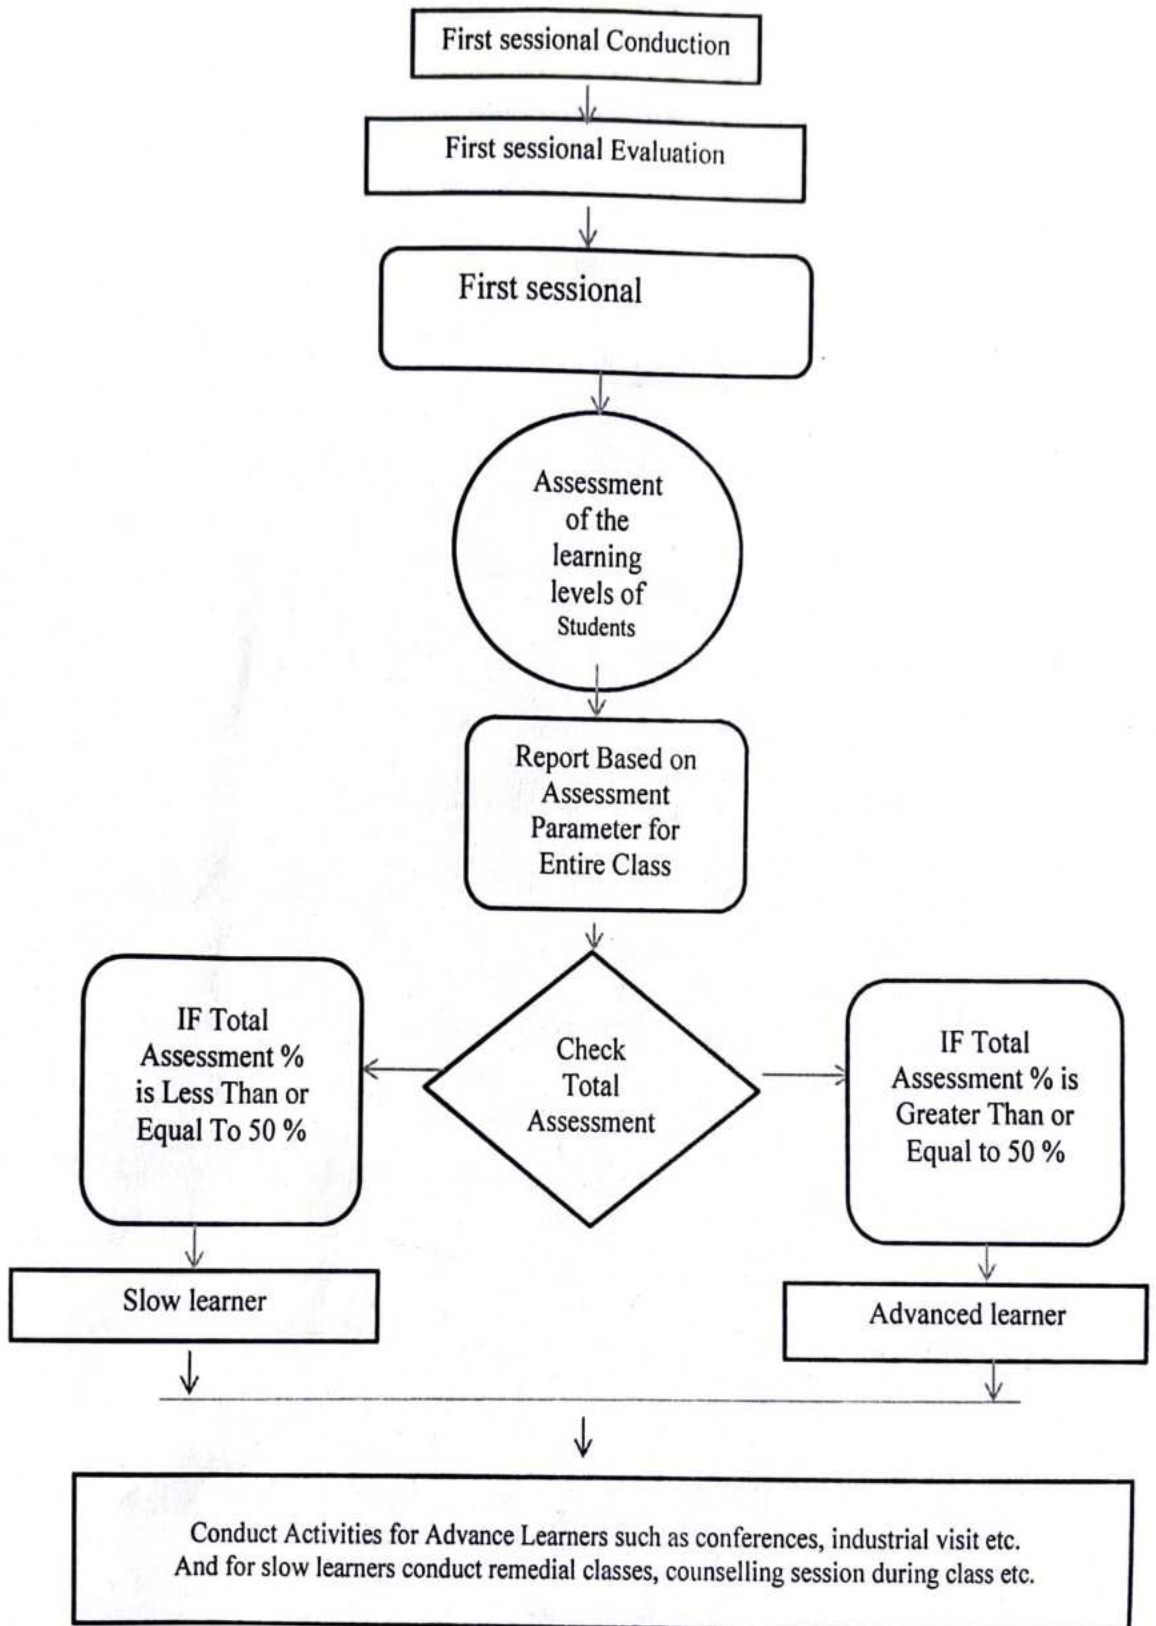 First sessional Conduction
First sessional Evaluation
First sessional
Assessment
of the
learning
levels of
Students
Report Based on
Assessment
Parameter for
Entire Class
Check
Total
Assessment
IF Total
Assessment %
is Less Than or
Equal To 50 %
IF Total
Assessment % is
Greater Than or
Equal to 50 %
Slow learner
Advanced learner
Conduct Activities for Advance Learners such as conferences, industrial visit etc.
And for slow learners conduct remedial classes, counselling session during class etc.